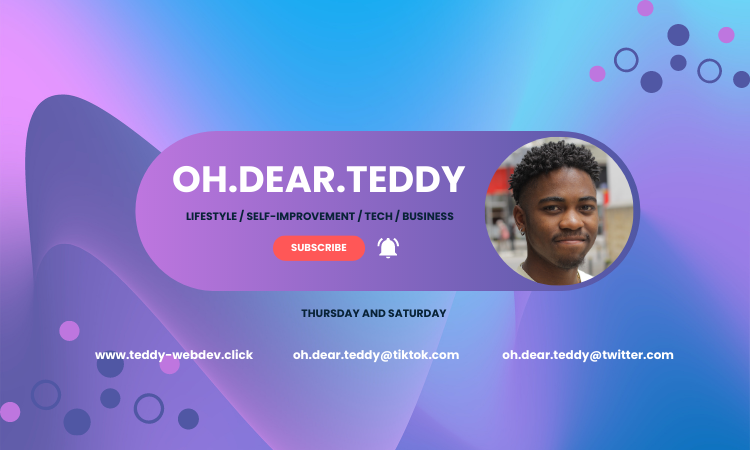 OH.DEAR.TEDDY
LIFESTYLE / SELF-IMPROVEMENT / TECH / BUSINESS
SUBSCRIBE
THURSDAY AND SATURDAY
www.teddy-webdev.click
oh.dear.teddy@tiktok.com
oh.dear.teddy@twitter.com